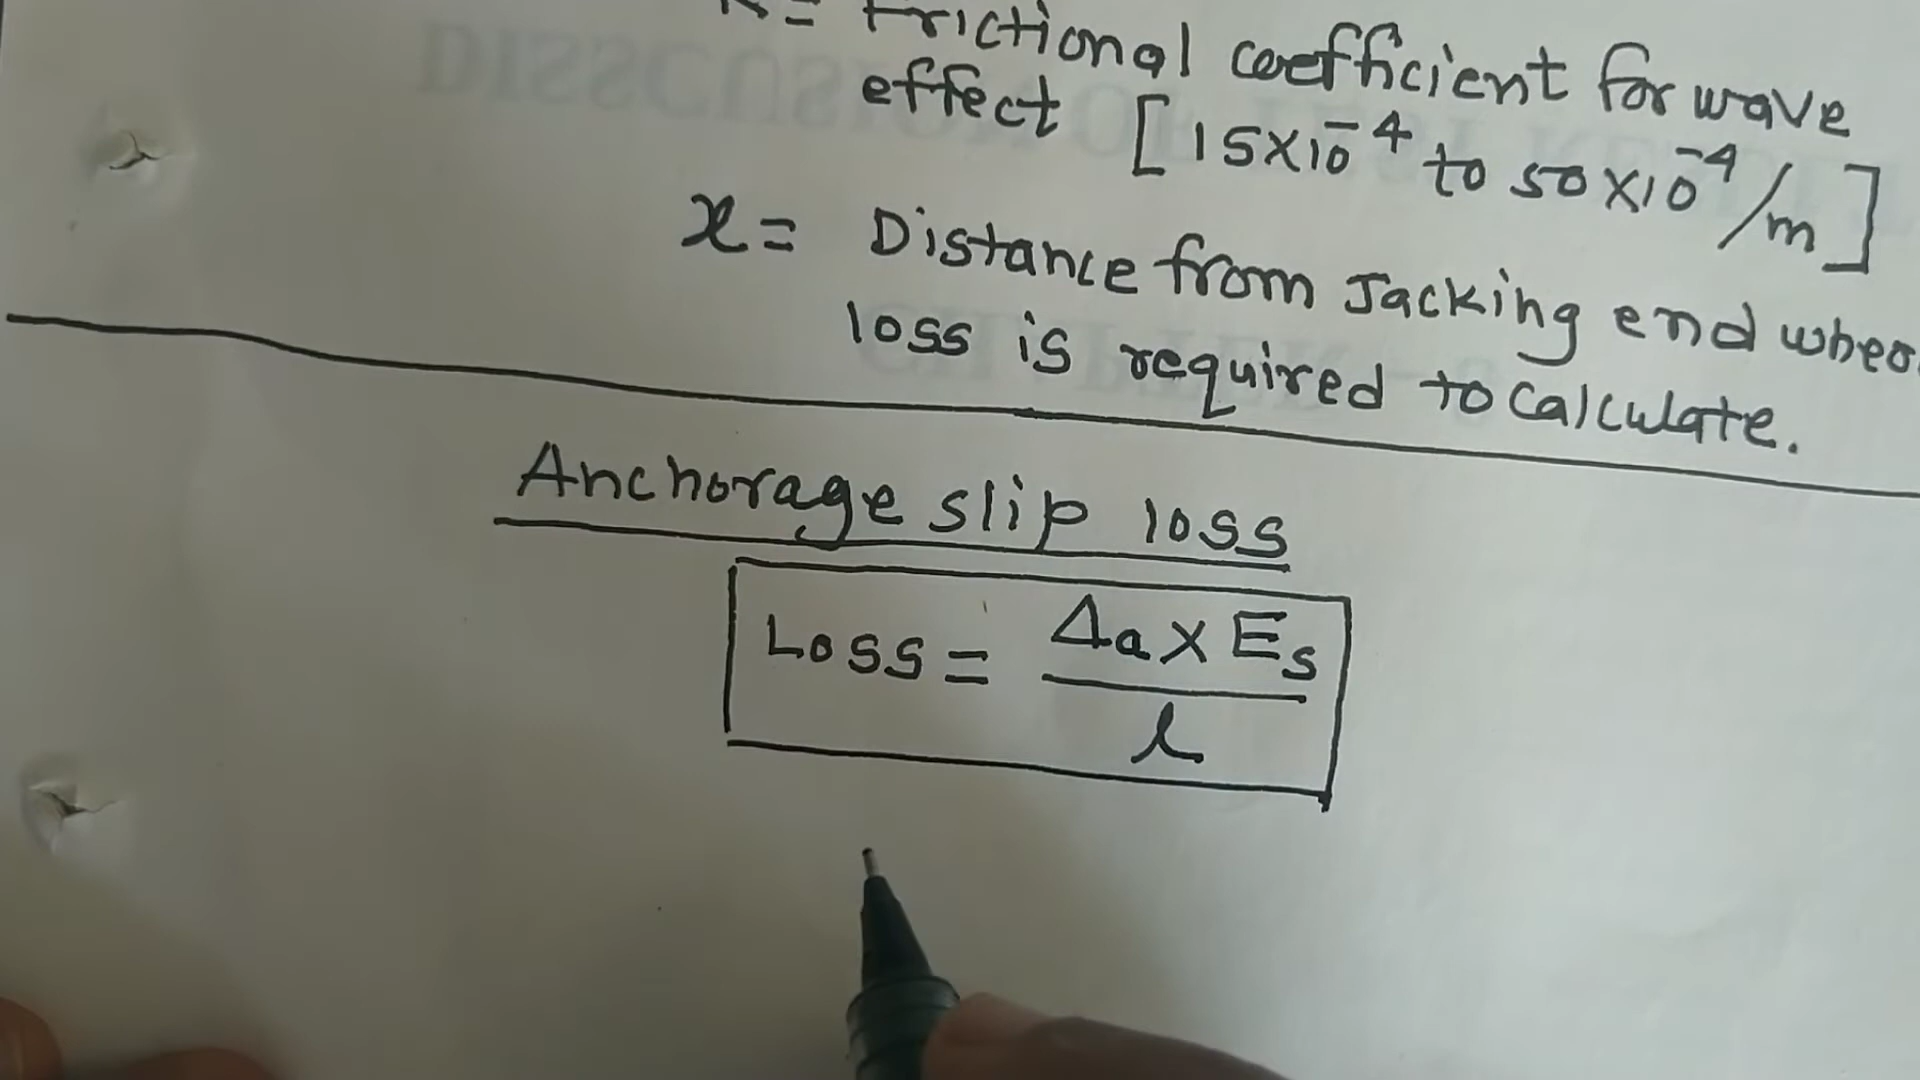 K = Frictional coefficient for wave
effect [15×10⁻⁴ to 50×10⁻⁴/m]
x = Distance from Jacking end
loss is required to calculate.
Anchorage slip loss
Loss = Δa × Es / l